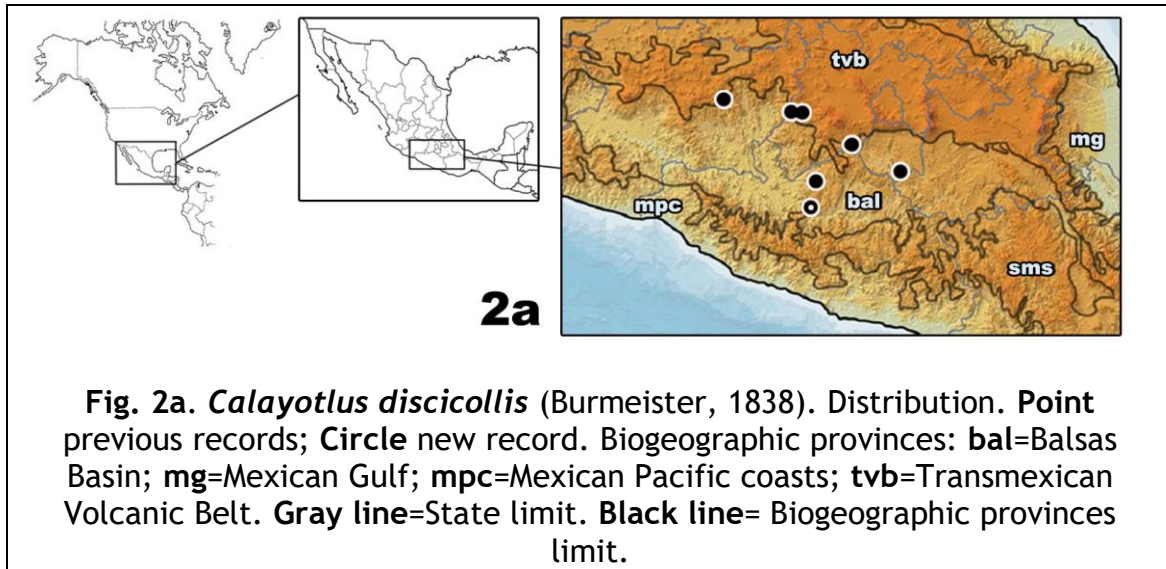 tvb
mg
mpc
bal
sms
2a
Fig. 2a. Calayotlus discicollis (Burmeister, 1838). Distribution. Point
previous records; Circle new record. Biogeographic provinces: bal=Balsas
Basin; mg=Mexican Gulf; mpc=Mexican Pacific coasts; tvb=Transmexican
Volcanic Belt. Gray line=State limit. Black line= Biogeographic provinces
limit.